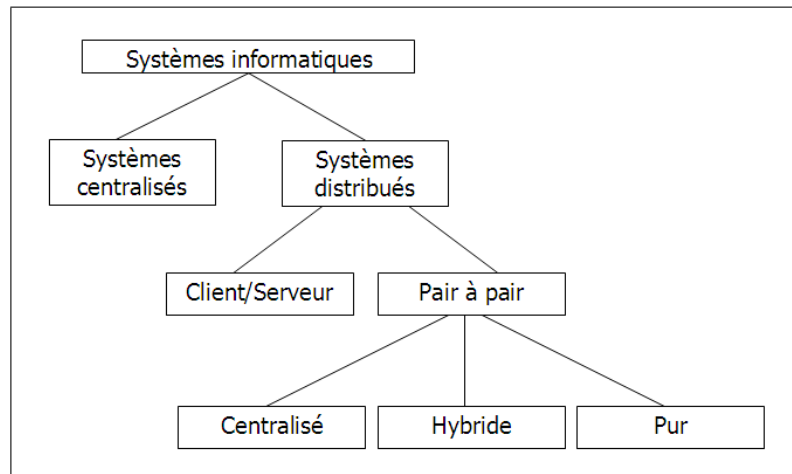 Systèmes informatiques
Systèmes
centralisés
Systèmes
distribués
Client/Serveur
Pair à pair
Centralisé
Hybride
Pur